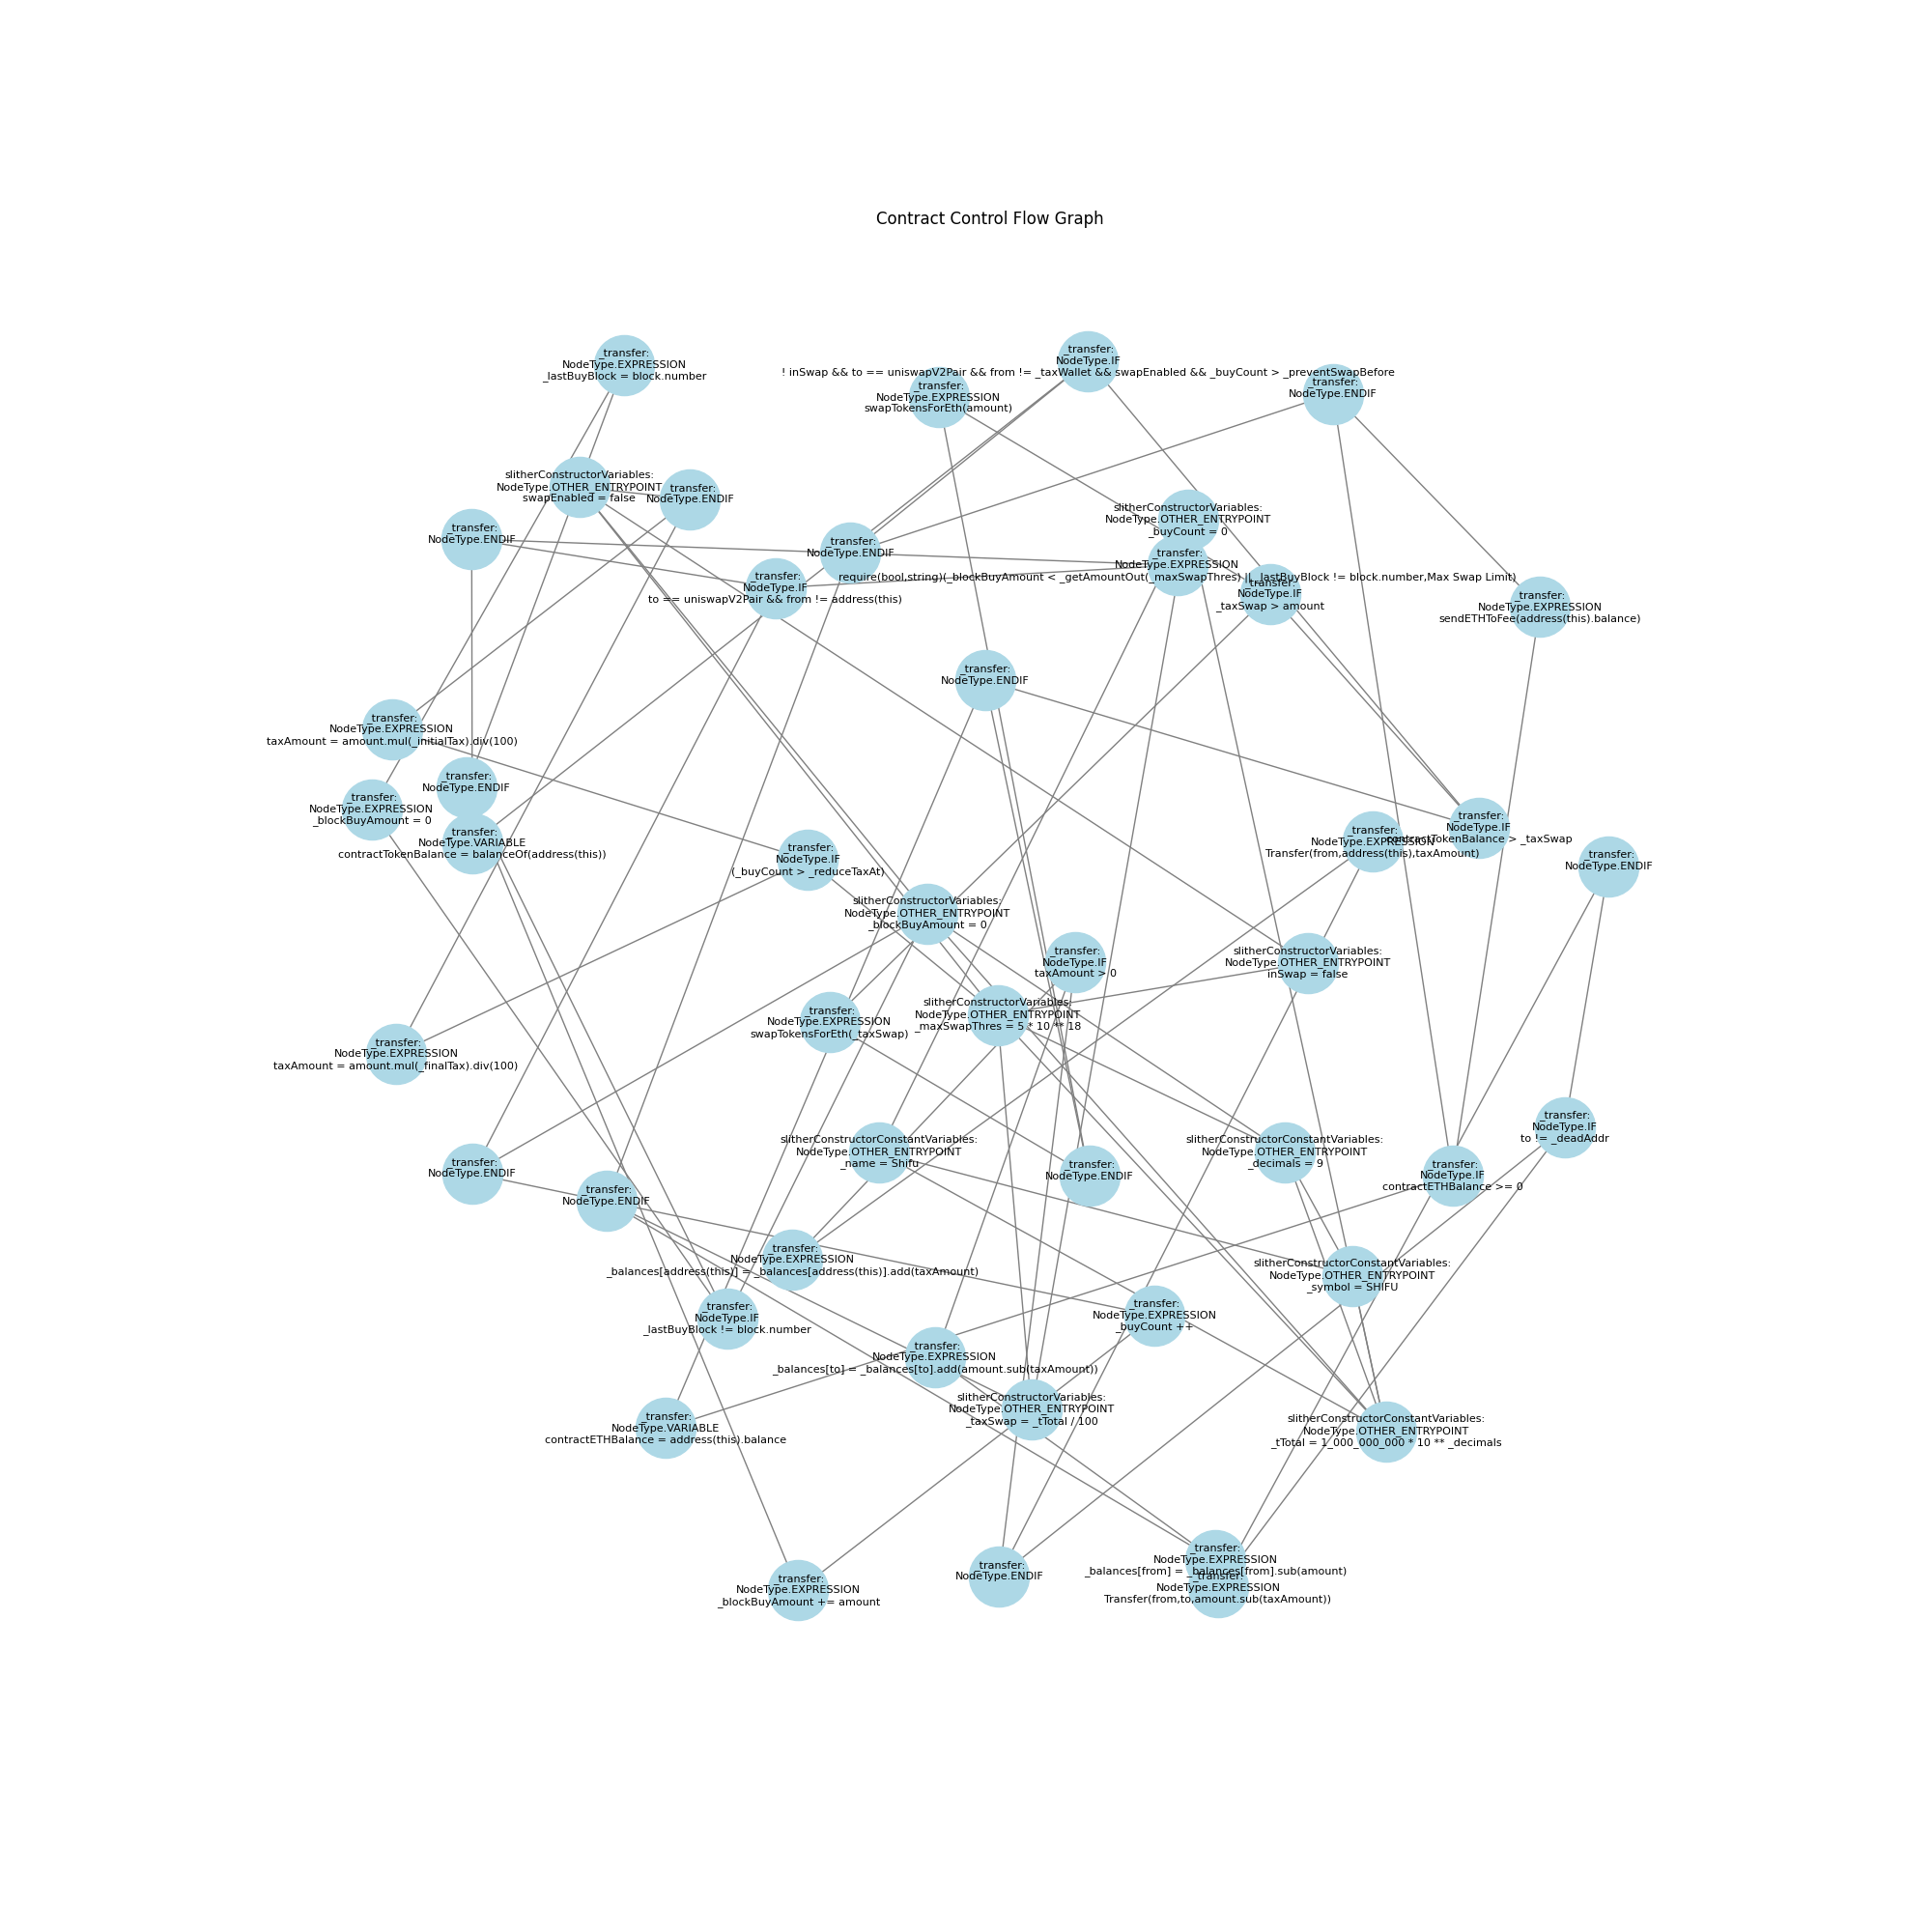 Contract Control Flow Graph
_transfer:
NodeType.EXPRESSION
_lastBuyBlock = block.number
_transfer:
NodeType.IF
! inSwap && to == uniswapV2Pair && from != _taxWallet && swapEnabled && _buyCount > _preventSwapBefore
_transfer:
NodeType.EXPRESSION
swapTokensForEth(amount)
_transfer:
NodeType.ENDIF
slitherConstructorVariables:
NodeType.OTHER_ENTRYPOINT
swapEnabled = false
_transfer:
NodeType.ENDIF
_transfer:
NodeType.ENDIF
_transfer:
NodeType.ENDIF
slitherConstructorVariables:
NodeType.OTHER_ENTRYPOINT
_buyCount = 0
_transfer:
NodeType.EXPRESSION
require(bool,string)(_blockBuyAmount < _getAmountOut(_maxSwapThres) || _lastBuyBlock != block.number,Max Swap Limit)
_transfer:
NodeType.IF
to == uniswapV2Pair && from != address(this)
_transfer:
NodeType.IF
_taxSwap > amount
_transfer:
NodeType.EXPRESSION
sendETHToFee(address(this).balance)
_transfer:
NodeType.ENDIF
_transfer:
NodeType.EXPRESSION
taxAmount = amount.mul(_initialTax).div(100)
_transfer:
NodeType.ENDIF
_transfer:
NodeType.EXPRESSION
_blockBuyAmount = 0
_transfer:
NodeType.VARIABLE
contractTokenBalance = balanceOf(address(this))
_transfer:
NodeType.IF
(_buyCount > _reduceTaxAt)
_transfer:
NodeType.EXPRESSION
Transfer(from,address(this),taxAmount)
_transfer:
NodeType.IF
contractTokenBalance > _taxSwap
_transfer:
NodeType.ENDIF
slitherConstructorVariables:
NodeType.OTHER_ENTRYPOINT
_blockBuyAmount = 0
_transfer:
NodeType.IF
taxAmount > 0
slitherConstructorVariables:
NodeType.OTHER_ENTRYPOINT
inSwap = false
slitherConstructorVariables:
NodeType.OTHER_ENTRYPOINT
_maxSwapThres = 5 * 10 ** 18
_transfer:
NodeType.EXPRESSION
swapTokensForEth(_taxSwap)
_transfer:
NodeType.EXPRESSION
taxAmount = amount.mul(_finalTax).div(100)
_transfer:
NodeType.IF
to != _deadAddr
slitherConstructorConstantVariables:
NodeType.OTHER_ENTRYPOINT
_name = Shifu
slitherConstructorConstantVariables:
NodeType.OTHER_ENTRYPOINT
_decimals = 9
_transfer:
NodeType.ENDIF
_transfer:
NodeType.ENDIF
_transfer:
NodeType.IF
contractETHBalance >= 0
_transfer:
NodeType.ENDIF
_transfer:
NodeType.EXPRESSION
_balances[address(this)] = _balances[address(this)].add(taxAmount)
slitherConstructorConstantVariables:
NodeType.OTHER_ENTRYPOINT
_symbol = SHIFU
_transfer:
NodeType.IF
_lastBuyBlock != block.number
_transfer:
NodeType.EXPRESSION
_buyCount ++
_transfer:
NodeType.EXPRESSION
_balances[to] = _balances[to].add(amount.sub(taxAmount))
slitherConstructorVariables:
NodeType.OTHER_ENTRYPOINT
_taxSwap = _tTotal / 100
_transfer:
NodeType.VARIABLE
contractETHBalance = address(this).balance
slitherConstructorConstantVariables:
NodeType.OTHER_ENTRYPOINT
_tTotal = 1_000_000_000 * 10 ** _decimals
_transfer:
NodeType.EXPRESSION
_balances[from] = _balances[from].sub(amount)
_transfer:
NodeType.EXPRESSION
Transfer(from,to,amount.sub(taxAmount))
_transfer:
NodeType.ENDIF
_transfer:
NodeType.EXPRESSION
_blockBuyAmount += amount